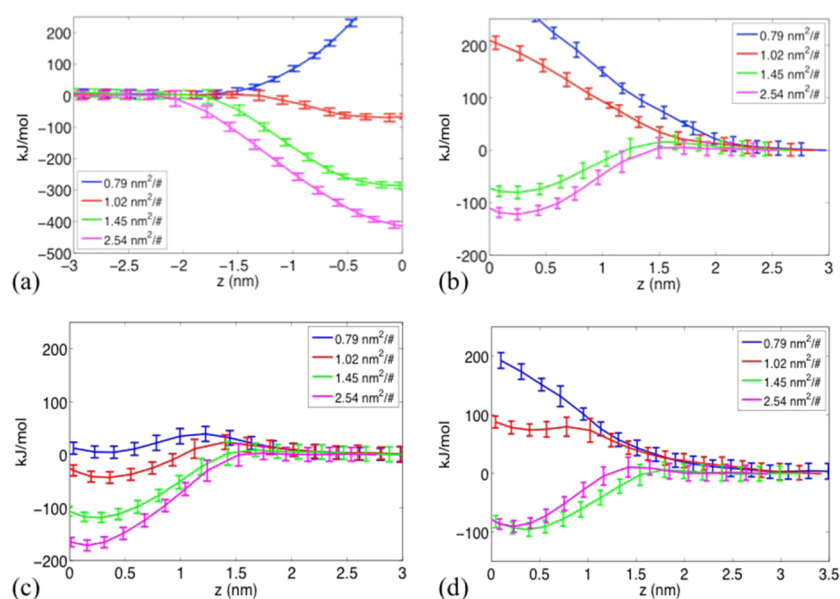 200
100
0
−100
−200
−300
−400
−500
kJ/mol
0.79 nm²/#
1.02 nm²/#
1.45 nm²/#
2.54 nm²/#
−3 −2.5 −2 −1.5 −1 −0.5 0
z (nm)
(a)
200
100
0
−100
−200
kJ/mol
0.79 nm²/#
1.02 nm²/#
1.45 nm²/#
2.54 nm²/#
0 0.5 1 1.5 2 2.5 3
z (nm)
(b)
200
100
0
−100
−200
kJ/mol
0.79 nm²/#
1.02 nm²/#
1.45 nm²/#
2.54 nm²/#
0 0.5 1 1.5 2 2.5 3
z (nm)
(c)
200
100
0
−100
kJ/mol
0.79 nm²/#
1.02 nm²/#
1.45 nm²/#
2.54 nm²/#
0 0.5 1 1.5 2 2.5 3 3.5
z (nm)
(d)